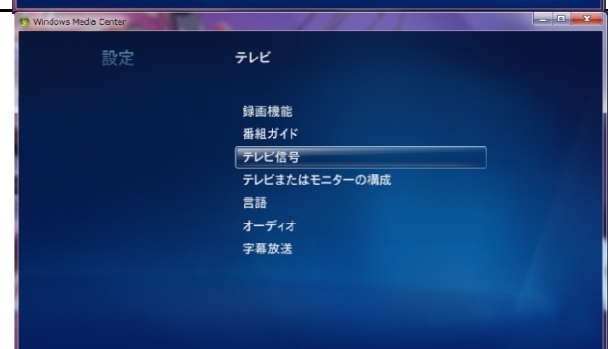 Windows Media Center
設定
テレビ
録画機能
番組ガイド
テレビ信号
テレビまたはモニターの構成
言語
オーディオ
字幕放送